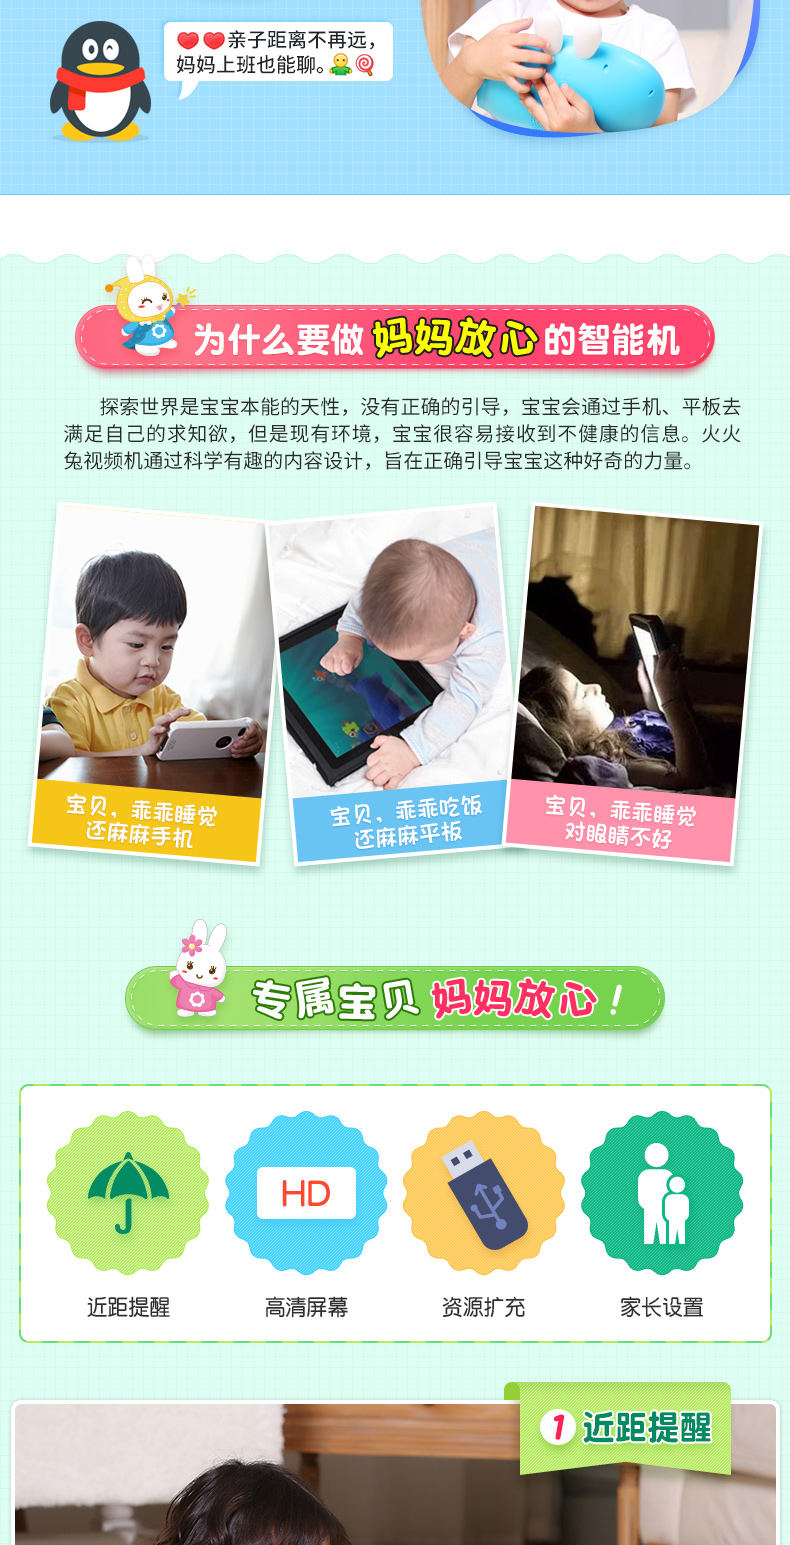 亲子距离不再远，
妈妈上班也能聊。
为什么要做妈妈放心的智能机
探索世界是宝宝本能的天性，没有正确的引导，宝宝会通过手机、平板去
满足自己的求知欲，但是现有环境，宝宝很容易接收到不健康的信息。火火
兔视频机通过科学有趣的内容设计，旨在正确引导宝宝这种好奇的力量。
宝贝，乖乖睡觉
还麻麻手机
宝贝，乖乖吃饭
还麻麻平板
宝贝，乖乖睡觉
对眼睛不好
专属宝贝 妈妈放心！
HD
近距提醒
高清屏幕
资源扩充
家长设置
1 近距提醒